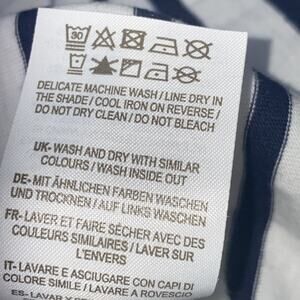 30
DELICATE MACHINE WASH / LINE DRY IN
THE SHADE / COOL IRON ON REVERSE /
DO NOT DRY CLEAN / DO NOT BLEACH
UK- WASH AND DRY WITH SIMILAR
COLOURS / WASH INSIDE OUT
DE- MIT ÄHNLICHEN FARBEN WASCHEN
UND TROCKNEN / AUF LINKS WASCHEN
FR- LAVER ET FAIRE SÉCHER AVEC DES
COULEURS SIMILAIRES / LAVER SUR
L'ENVERS
IT- LAVARE E ASCIUGARE CON CAPI DI
COLORE SIMILE / LAVARE A ROVESCIO
ES- LAVAR Y